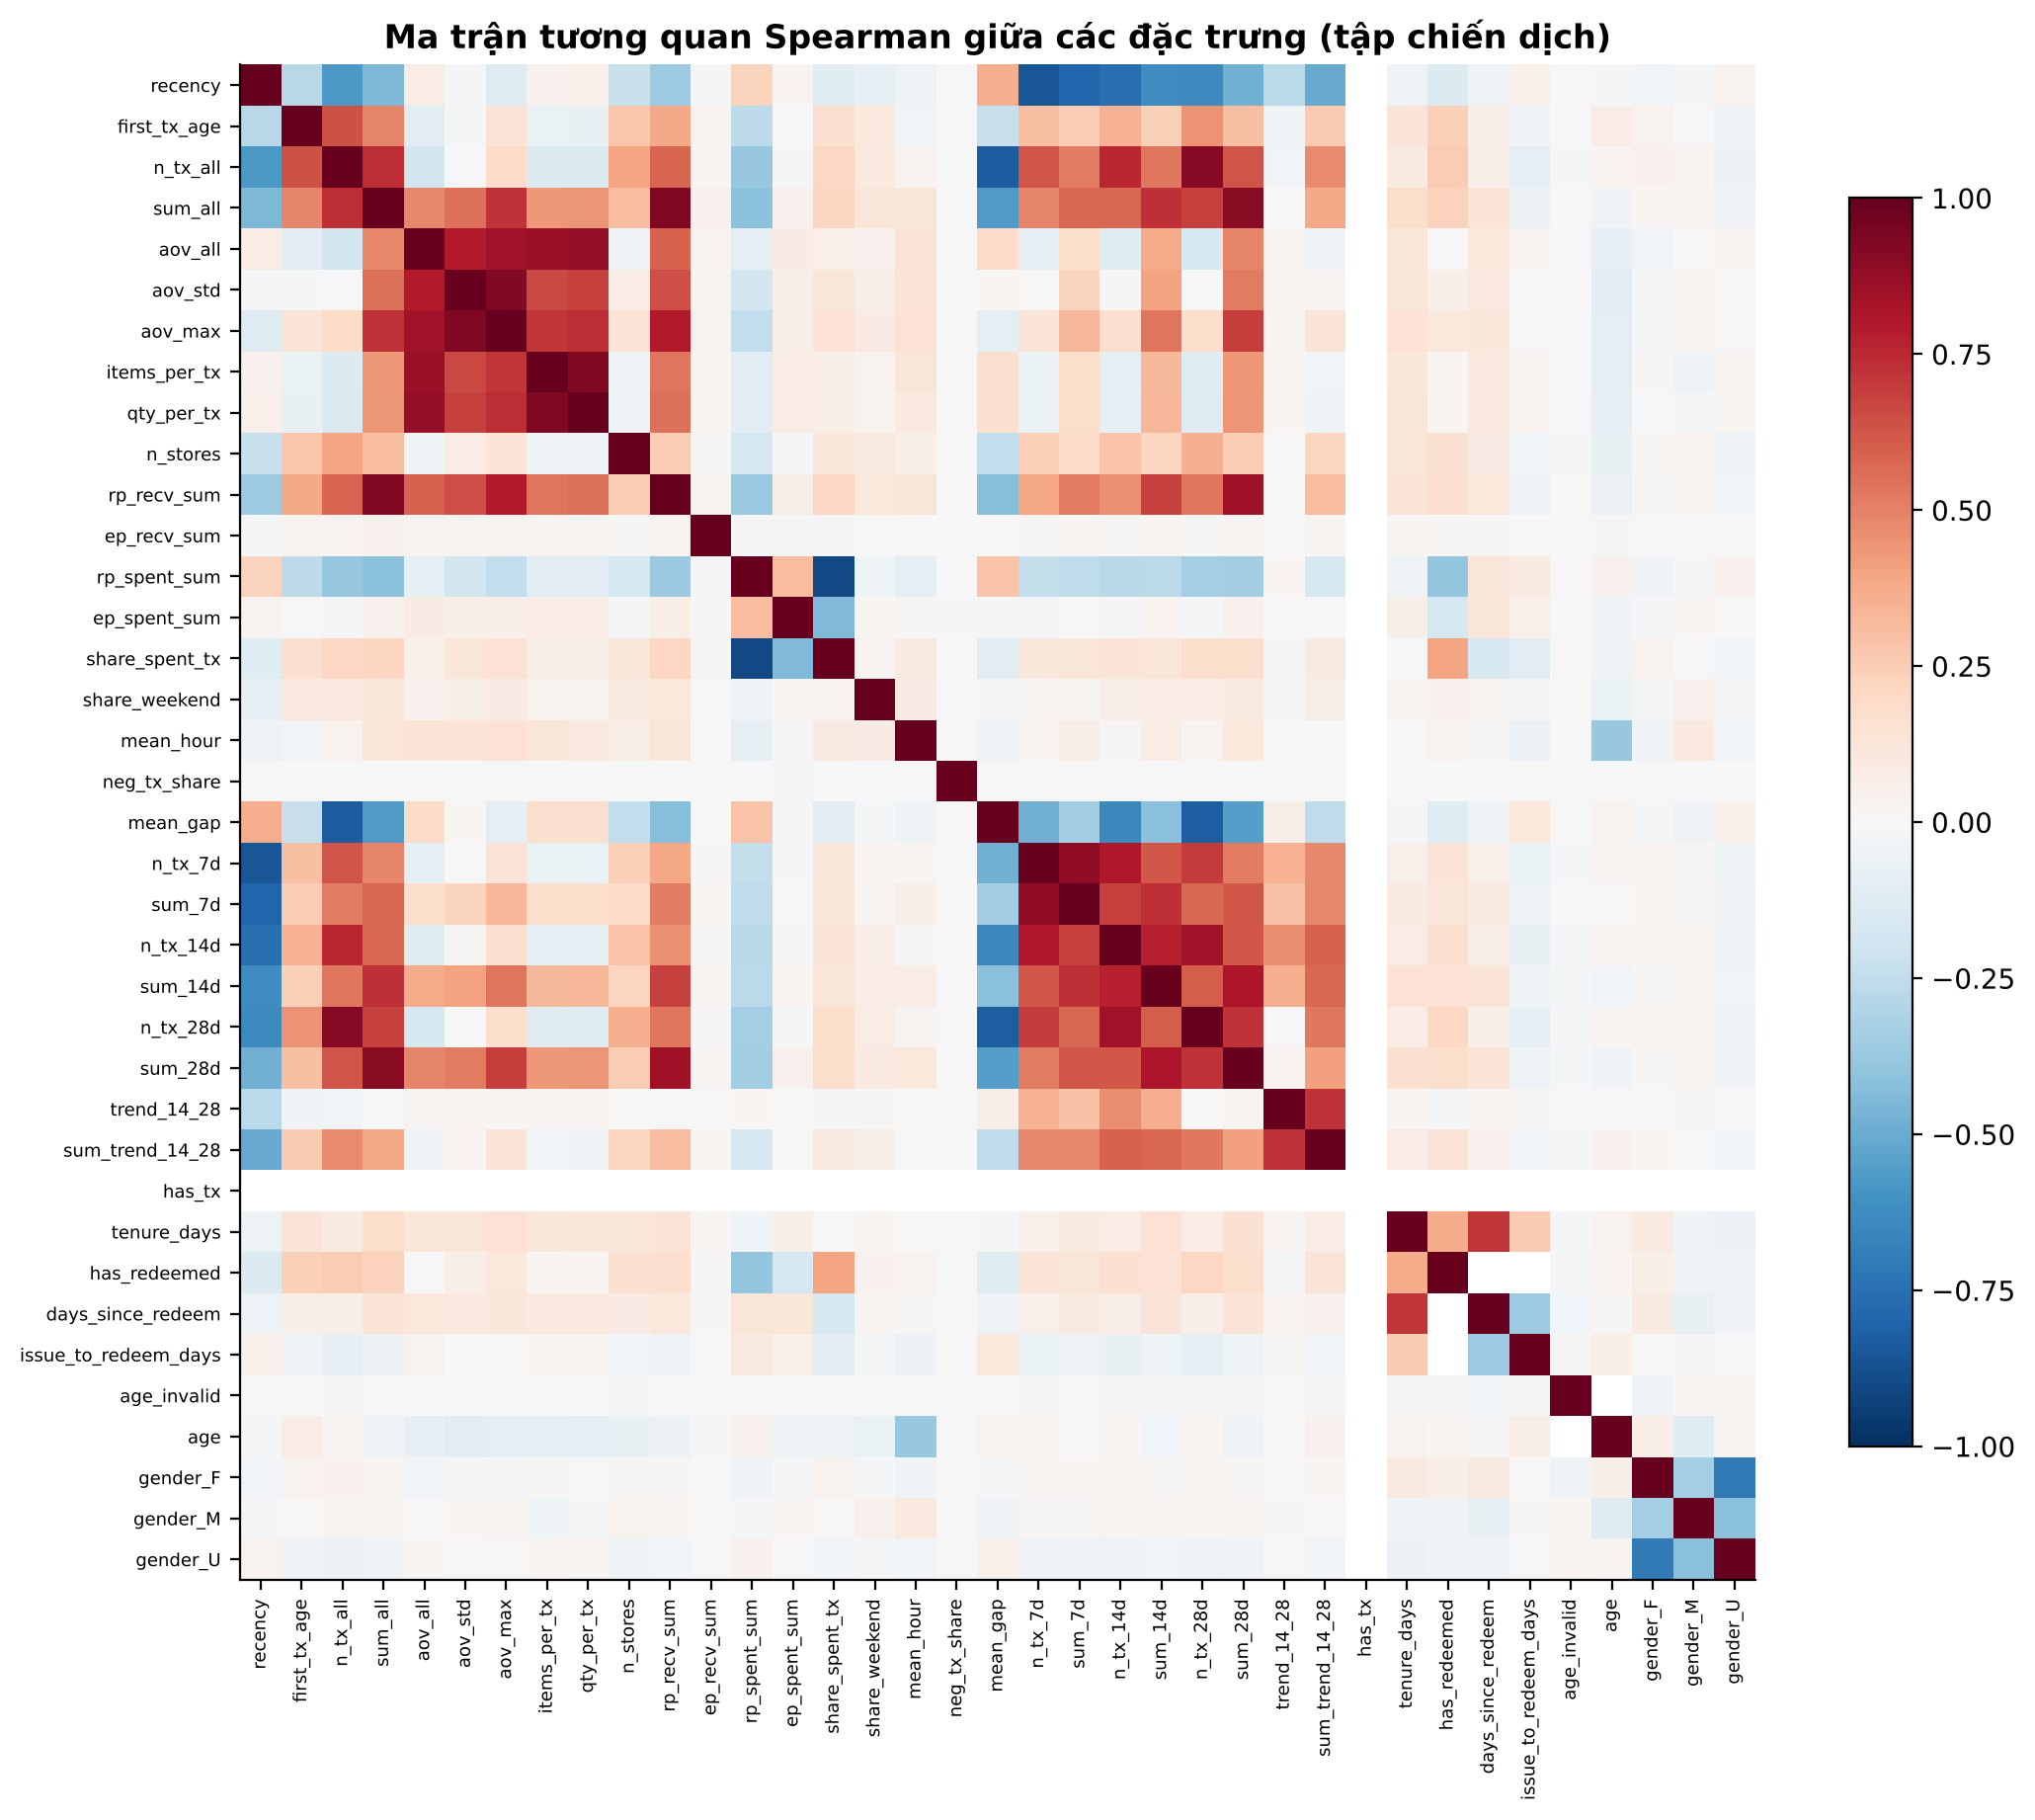 Ma trận tương quan Spearman giữa các đặc trưng (tập chiến dịch)
recency
first_tx_age
n_tx_all
sum_all
aov_all
aov_std
aov_max
items_per_tx
qty_per_tx
n_stores
rp_recv_sum
ep_recv_sum
rp_spent_sum
ep_spent_sum
share_spent_tx
share_weekend
mean_hour
neg_tx_share
mean_gap
n_tx_7d
sum_7d
n_tx_14d
sum_14d
n_tx_28d
sum_28d
trend_14_28
sum_trend_14_28
has_tx
tenure_days
has_redeemed
days_since_redeem
issue_to_redeem_days
age_invalid
age
gender_F
gender_M
gender_U
recency
first_tx_age
n_tx_all
sum_all
aov_all
aov_std
aov_max
items_per_tx
qty_per_tx
n_stores
rp_recv_sum
ep_recv_sum
rp_spent_sum
ep_spent_sum
share_spent_tx
share_weekend
mean_hour
neg_tx_share
mean_gap
n_tx_7d
sum_7d
n_tx_14d
sum_14d
n_tx_28d
sum_28d
trend_14_28
sum_trend_14_28
has_tx
tenure_days
has_redeemed
days_since_redeem
issue_to_redeem_days
age_invalid
age
gender_F
gender_M
gender_U
1.00
0.75
0.50
0.25
0.00
−0.25
−0.50
−0.75
−1.00